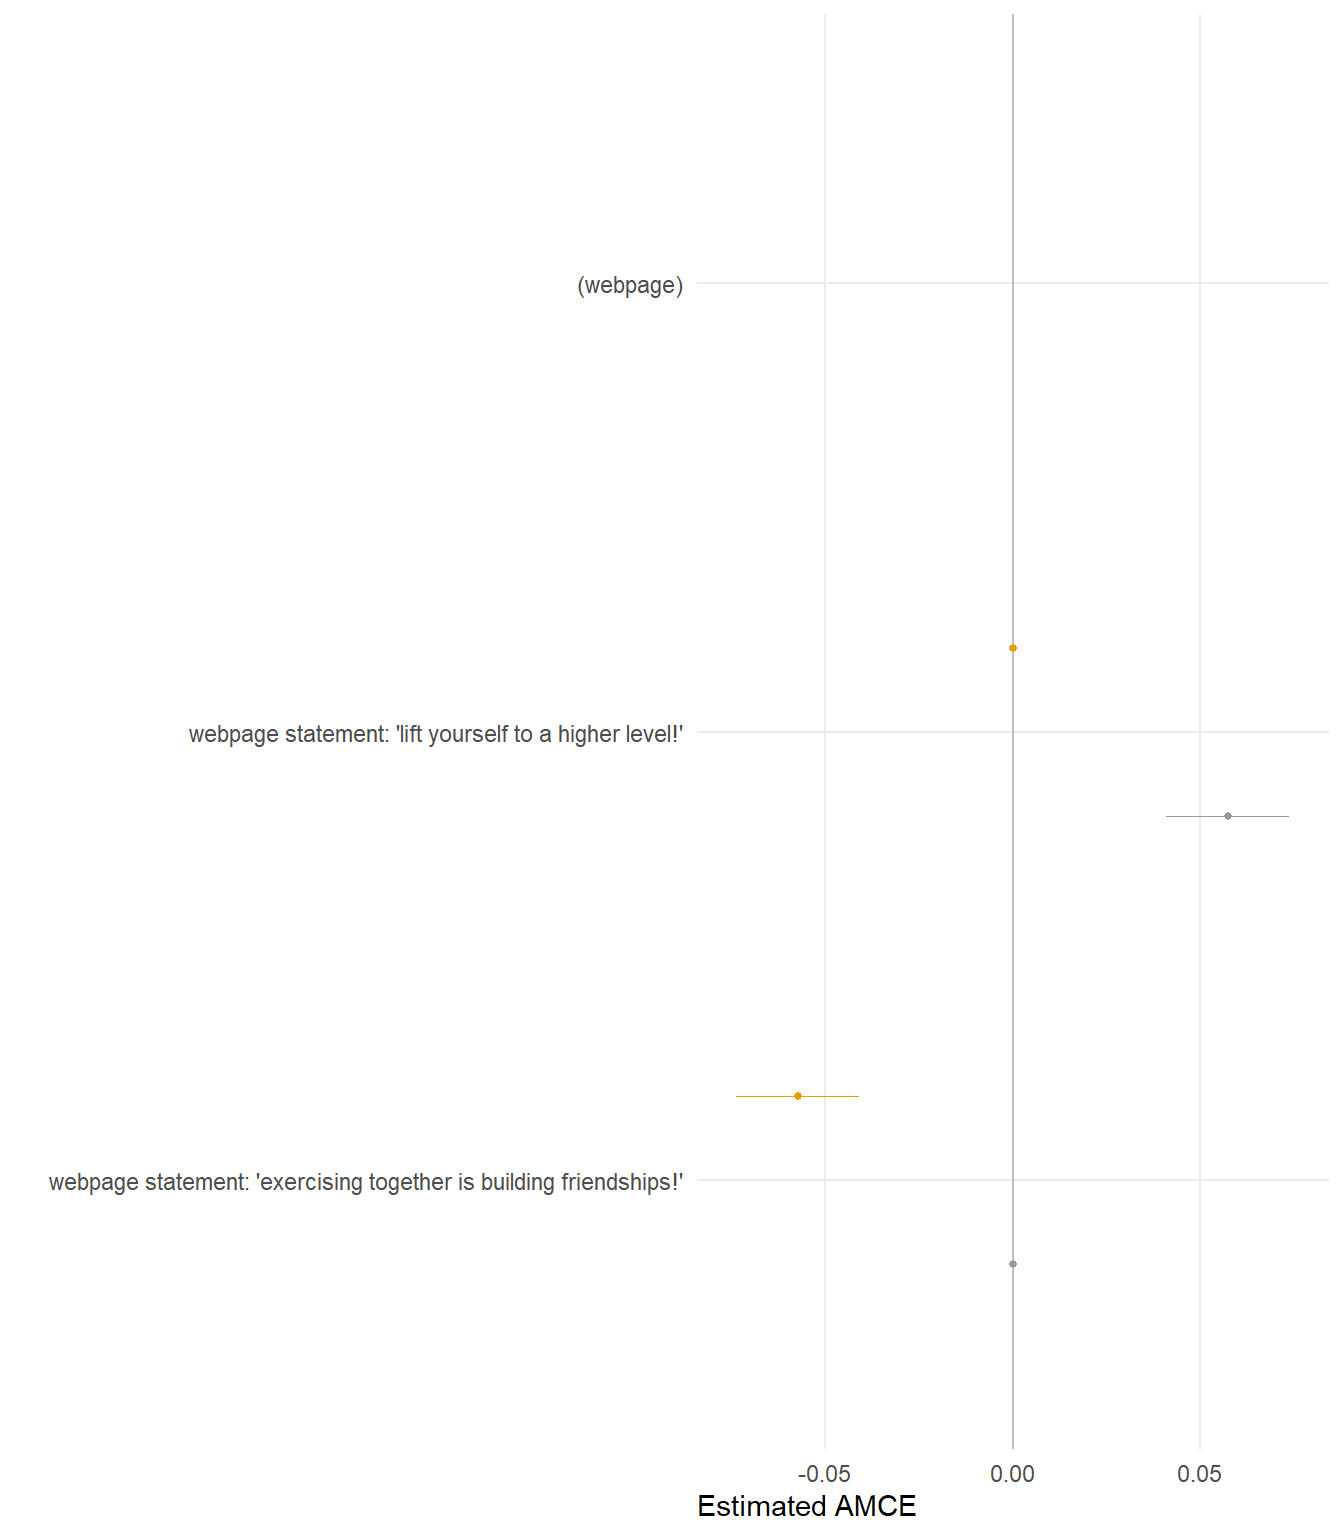 (webpage)
webpage statement: 'lift yourself to a higher level!'
webpage statement: 'exercising together is building friendships!'
-0.05 0.00 0.05
Estimated AMCE